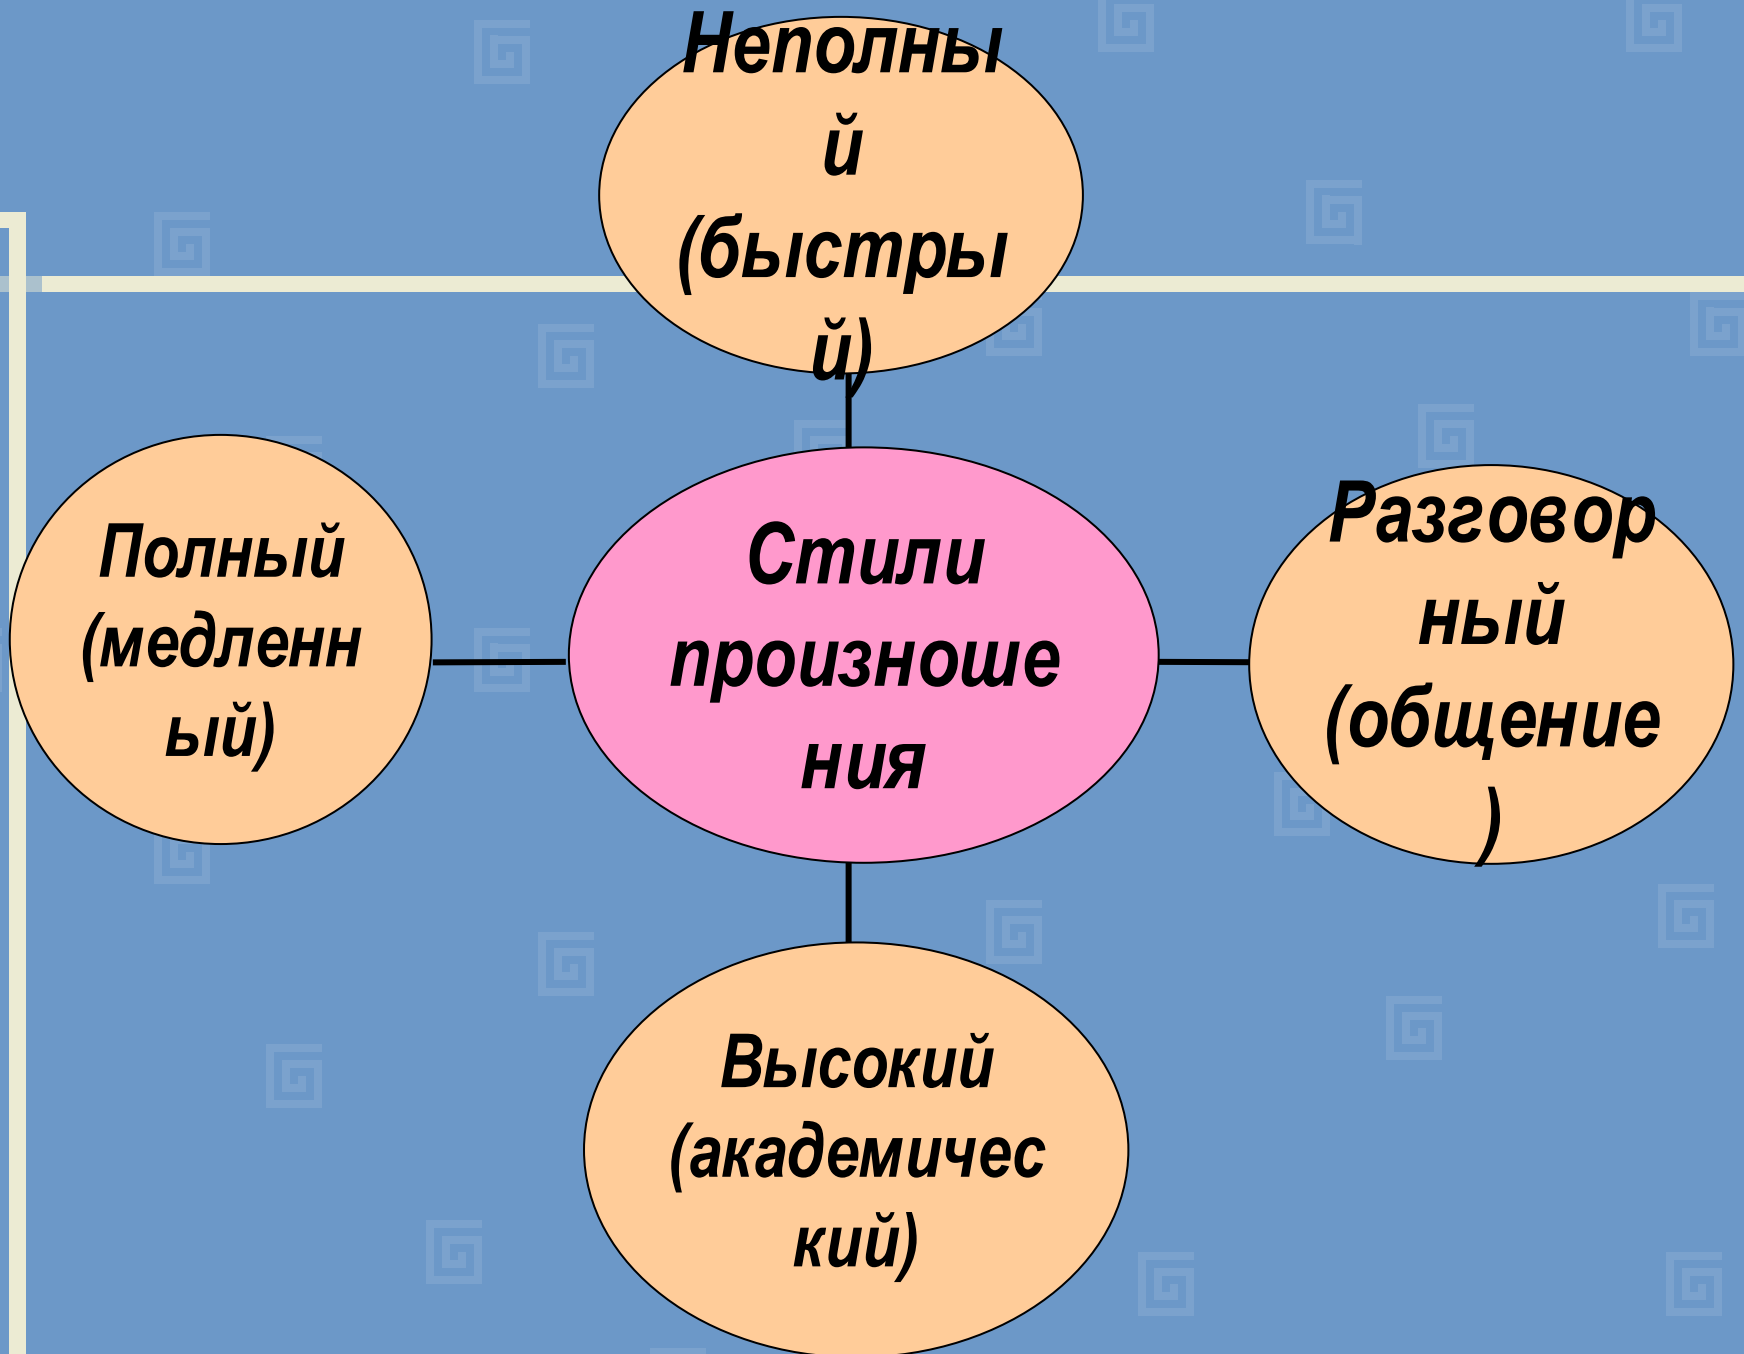 Неполны
й
(быстры
й)
Полный
(медленн
ый)
Стили
произноше
ния
Разговор
ный
(общение
)
Высокий
(академичес
кий)